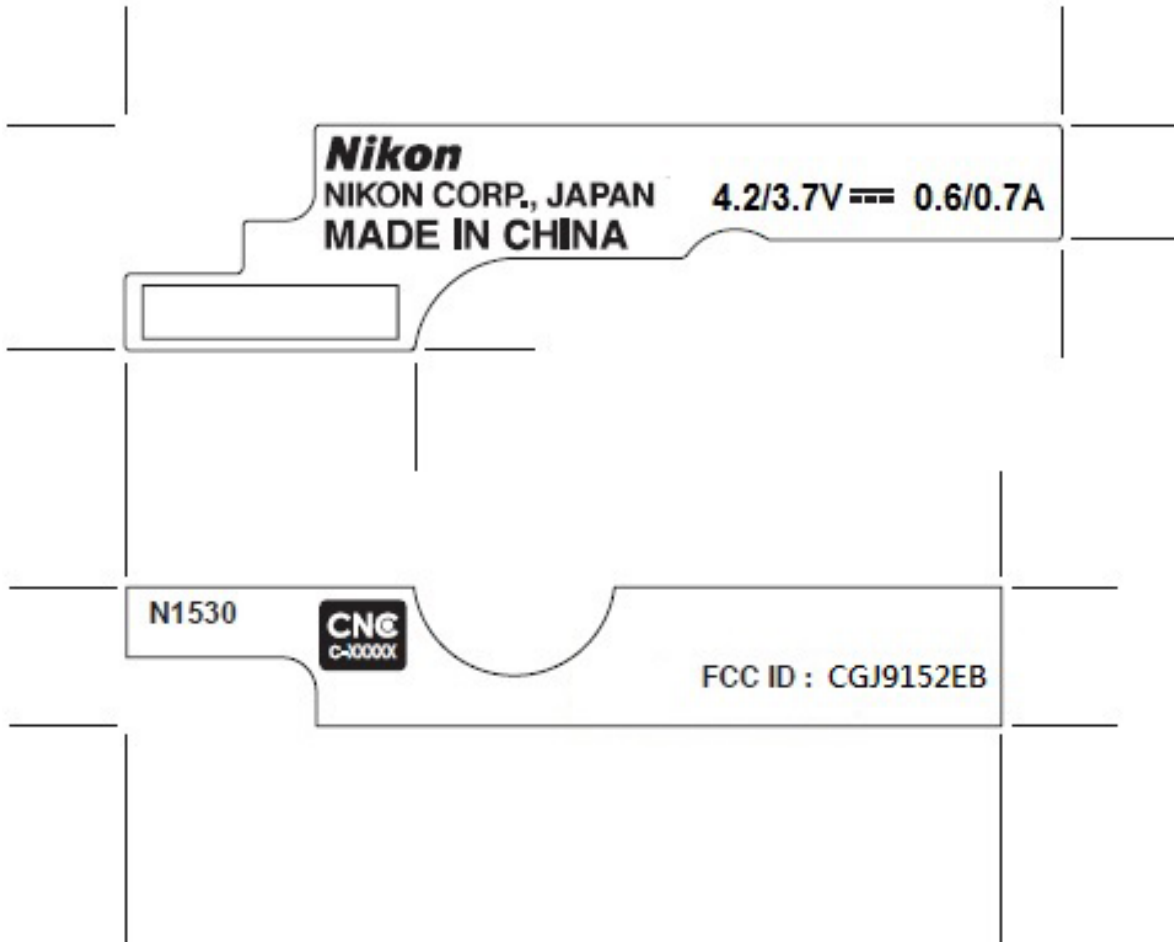 Nikon
NIKON CORP., JAPAN 4.2/3.7V ⎓ 0.6/0.7A
MADE IN CHINA
N1530
CNC
C-XXXXX
FCC ID : CGJ9152EB